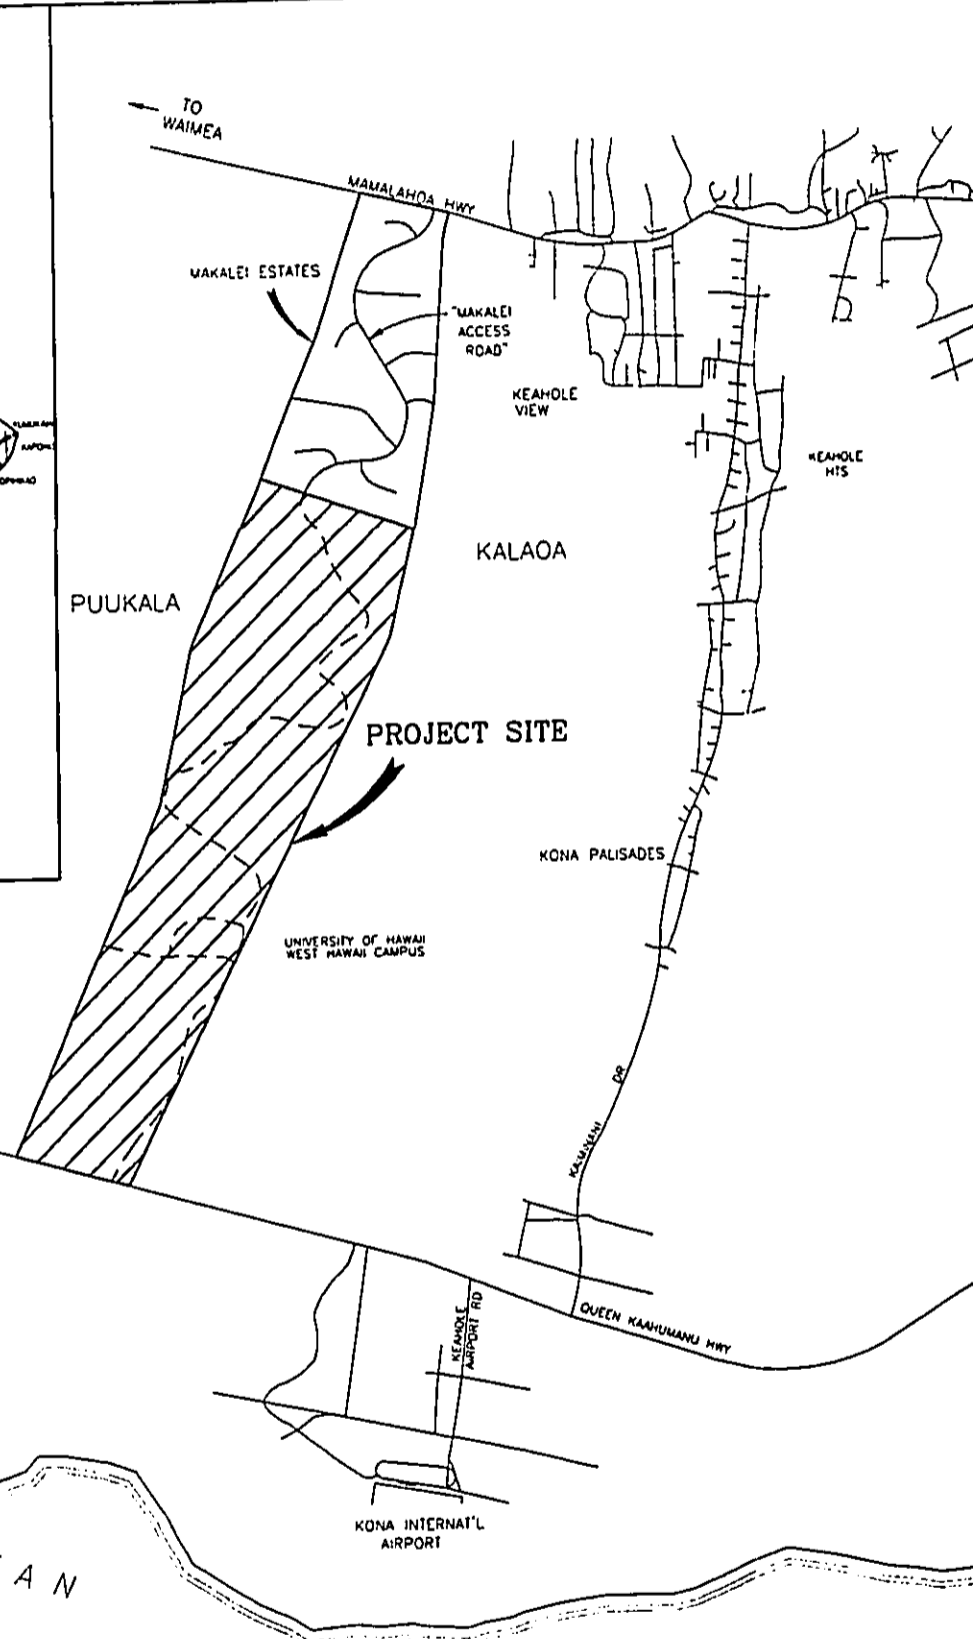 TO
WAIMEA
MAMALAHOA HWY
MAKALEI ESTATES
"MAKALEI
ACCESS
ROAD"
KEAHOLE
VIEW
KEAHOLE
HTS
KALAOA
PUUKALA
PROJECT SITE
KONA PALISADES
UNIVERSITY OF HAWAII
WEST HAWAII CAMPUS
KAIMINANI DR
QUEEN KAAHUMANU HWY
KEAHOLE
AIRPORT RD
KONA INTERNAT'L
AIRPORT
A N